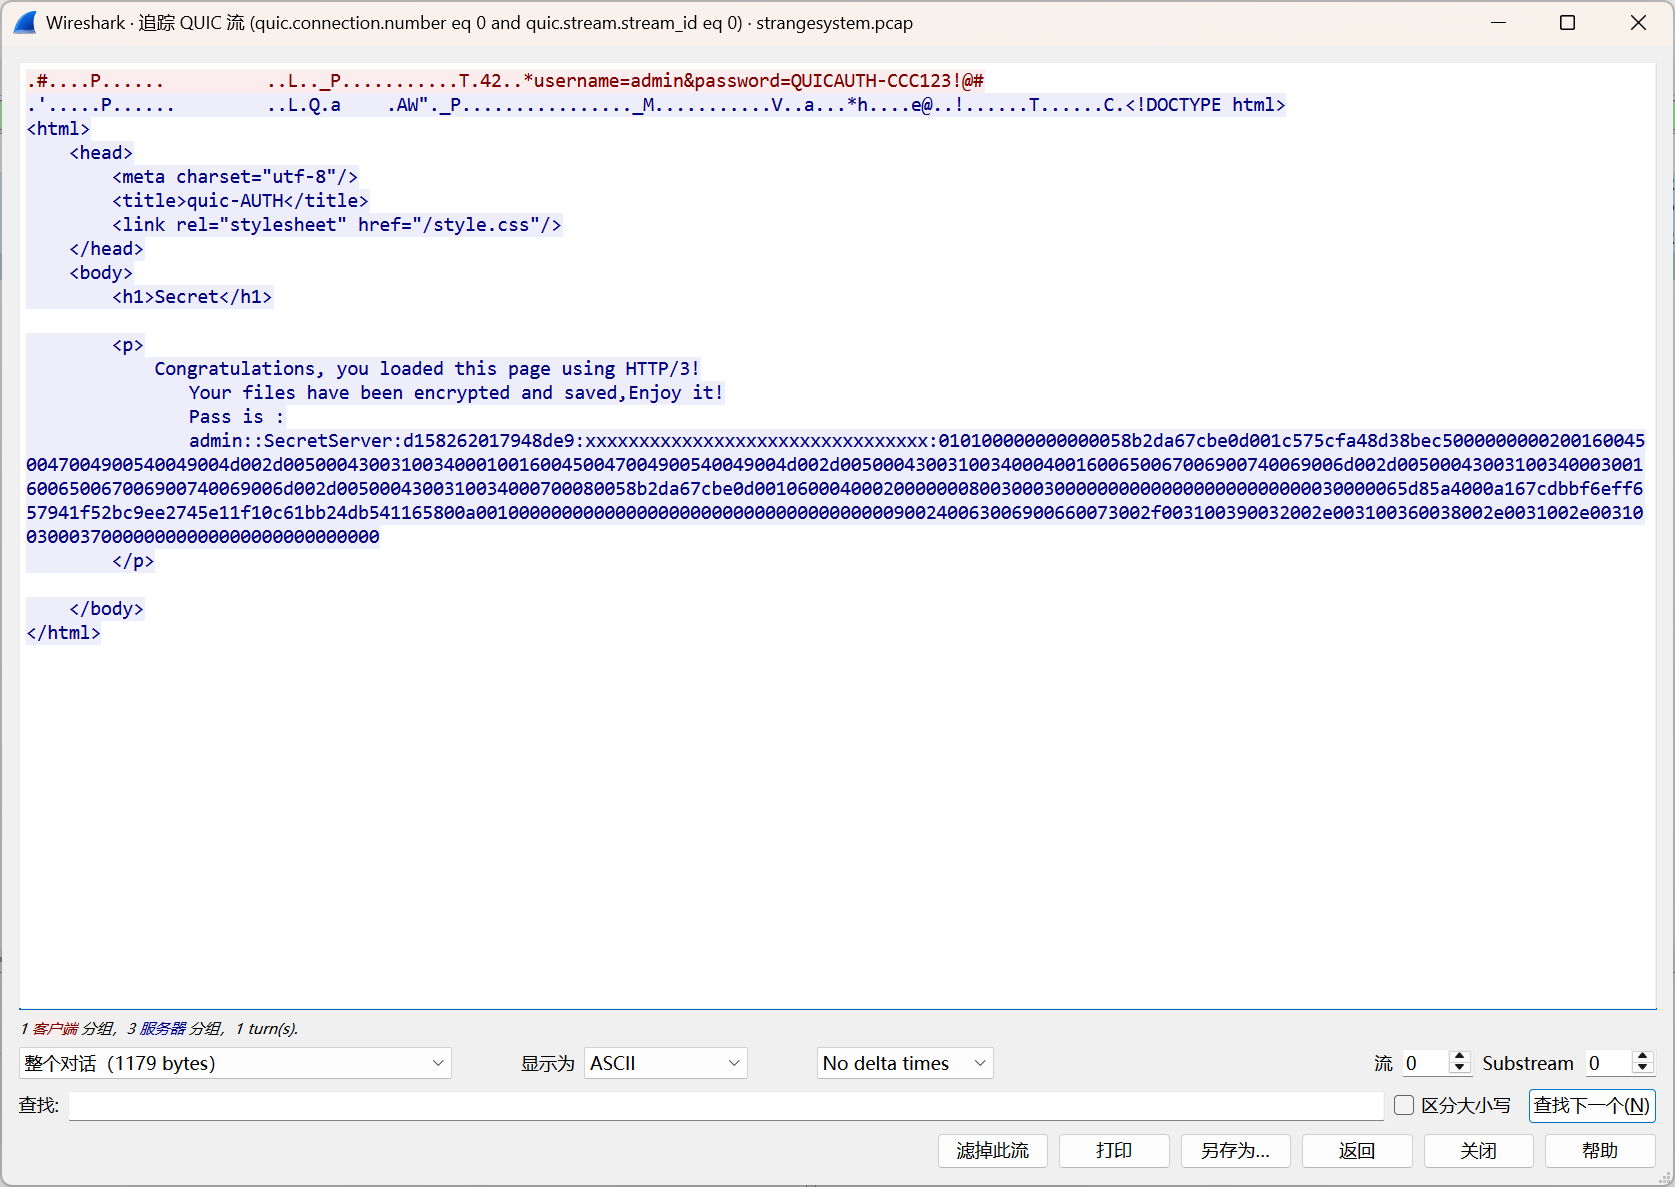 Wireshark · 追踪 QUIC 流 (quic.connection.number eq 0 and quic.stream.stream_id eq 0) · strangesystem.pcap
.#....P......          ..L.._P...........T.42..*username=admin&password=QUICAUTH-CCC123!@#
.'.....P......         ..L.Q.a    .AW"._P................_M...........V..a...*h....e@..!......T......C.<!DOCTYPE html>
<html>
    <head>
        <meta charset="utf-8"/>
        <title>quic-AUTH</title>
        <link rel="stylesheet" href="/style.css"/>
    </head>
    <body>
        <h1>Secret</h1>
        <p>
            Congratulations, you loaded this page using HTTP/3!
               Your files have been encrypted and saved,Enjoy it!
               Pass is :
               admin::SecretServer:d158262017948de9:xxxxxxxxxxxxxxxxxxxxxxxxxxxxxxxx:010100000000000058b2da67cbe0d001c575cfa48d38bec50000000002001600450
047004900540049004d002d00500043003100340001001600450047004900540049004d002d00500043003100340004001600650067006900740069006d002d00500043003100340003001
600650067006900740069006d002d0050004300310034000700080058b2da67cbe0d0010600040002000000080030003000000000000000000000000030000065d85a4000a167cdbbf6eff6
57941f52bc9ee2745e11f10c61bb24db541165800a001000000000000000000000000000000000000900240063006900660073002f003100390032002e003100360038002e0031002e00310
0300037000000000000000000000000000
        </p>
    </body>
</html>
1 客户端 分组， 3 服务器 分组， 1 turn(s).
整个对话（1179 bytes） 显示为 ASCII No delta times 流 0 Substream 0
查找: 区分大小写 查找下一个(N)
滤掉此流 打印 另存为... 返回 关闭 帮助